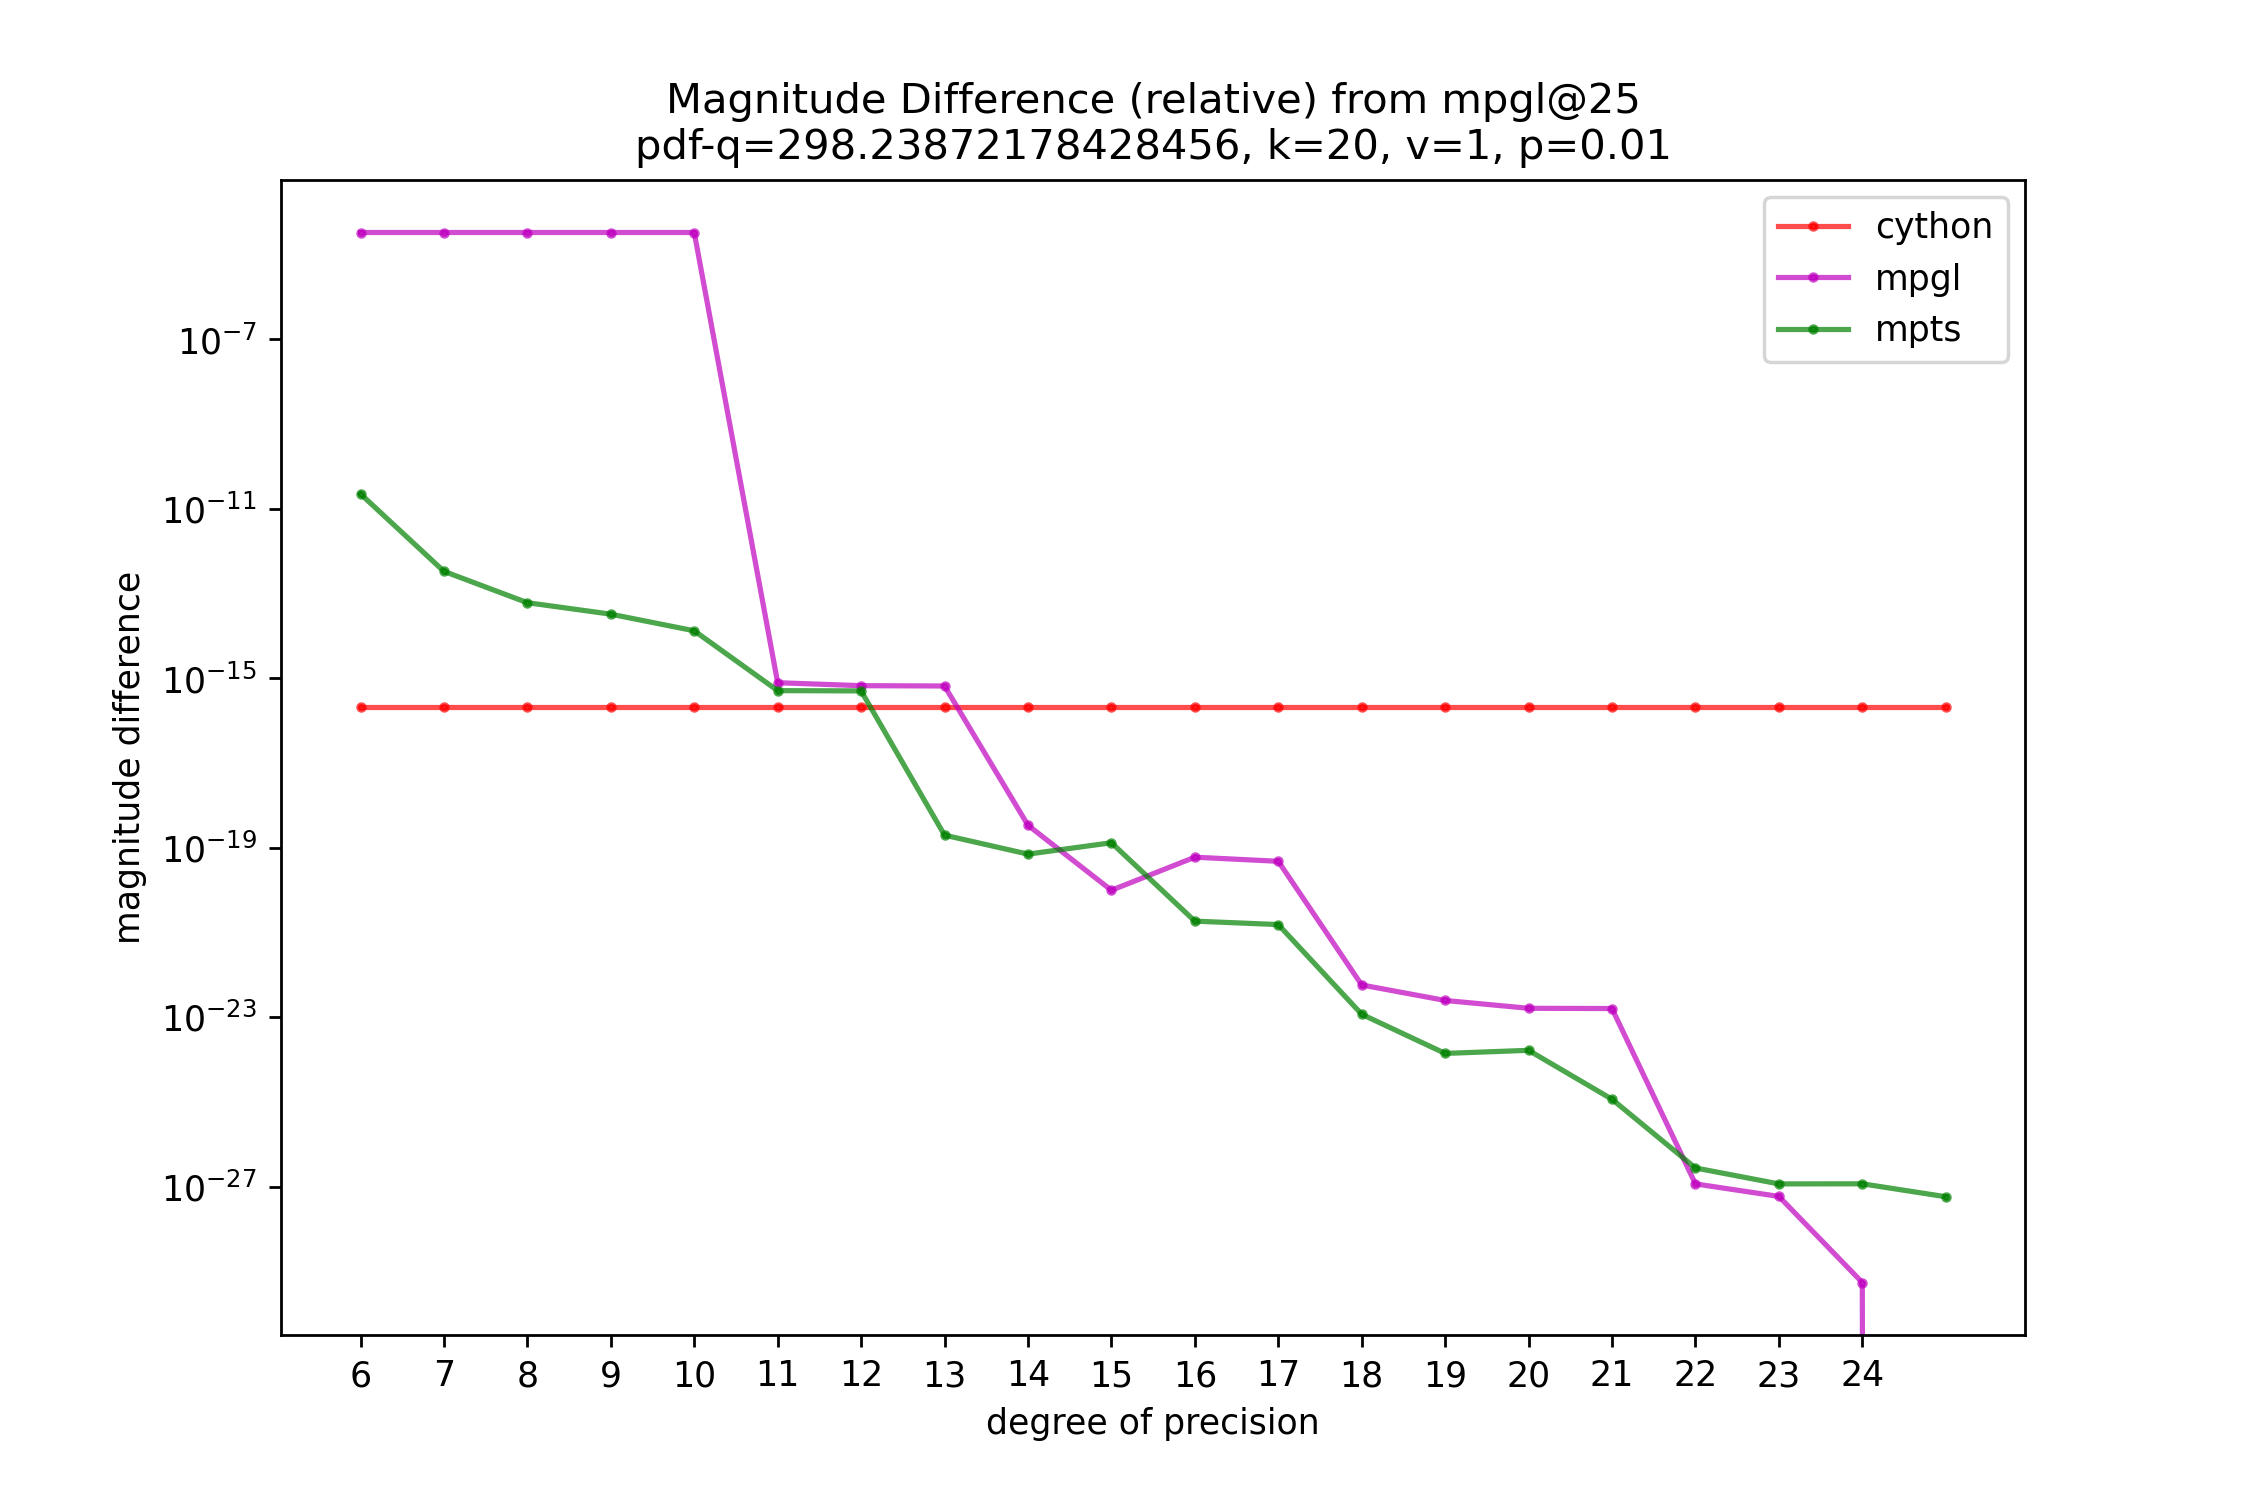 Magnitude Difference (relative) from mpgl@25
pdf-q=298.23872178428456, k=20, v=1, p=0.01
cython
mpgl
mpts
magnitude difference
10⁻⁷
10⁻¹¹
10⁻¹⁵
10⁻¹⁹
10⁻²³
10⁻²⁷
6 7 8 9 10 11 12 13 14 15 16 17 18 19 20 21 22 23 24
degree of precision